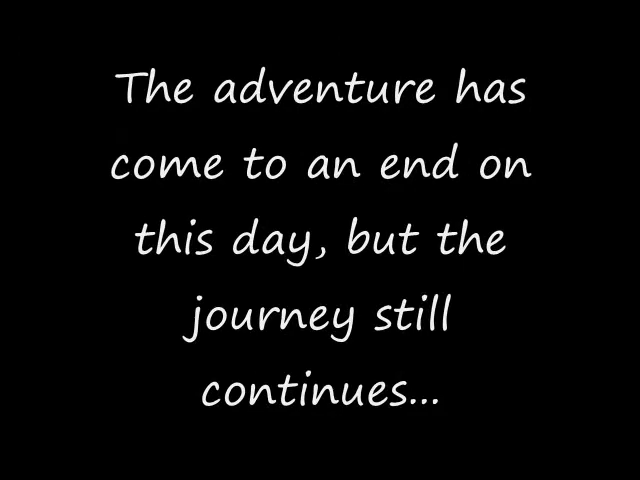 The adventure has
come to an end on
this day, but the
journey still
continues...